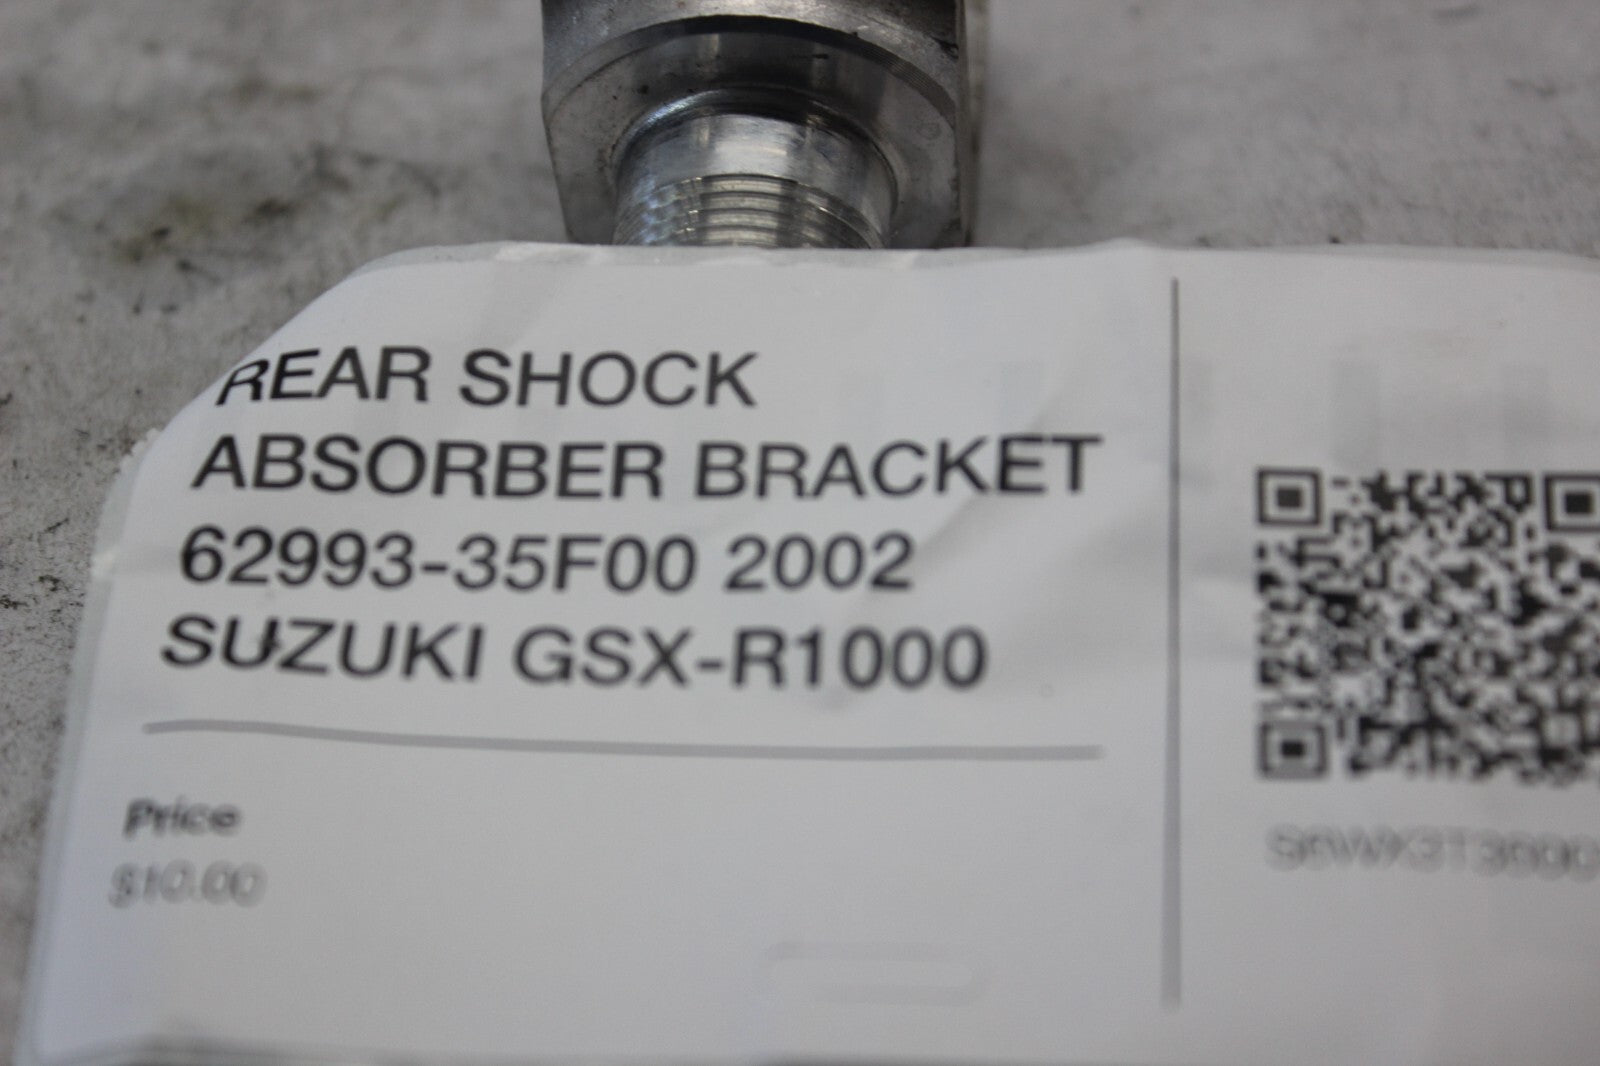 REAR SHOCK
ABSORBER BRACKET
62993-35F00 2002
SUZUKI GSX-R1000
Price
$10.00